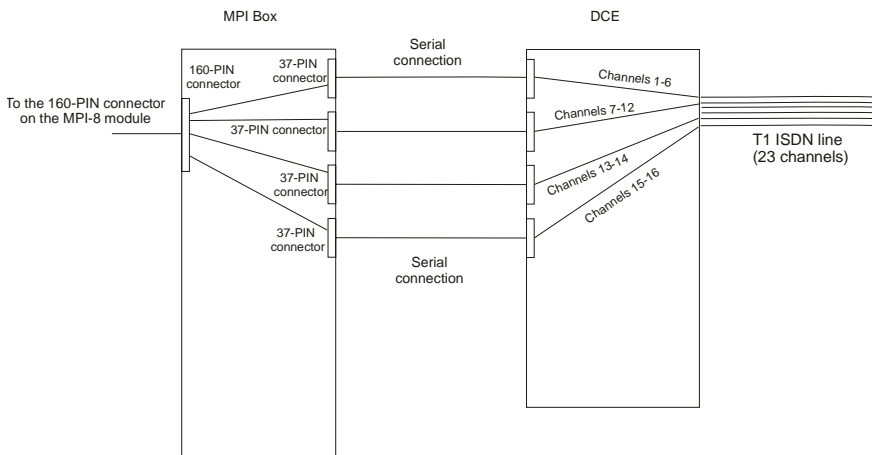 MPI Box
DCE
Serial
connection
160-PIN
connector
37-PIN
connector
To the 160-PIN connector
on the MPI-8 module
37-PIN connector
37-PIN
connector
37-PIN
connector
Serial
connection
Channels 1-6
Channels 7-12
Channels 13-14
Channels 15-16
T1 ISDN line
(23 channels)